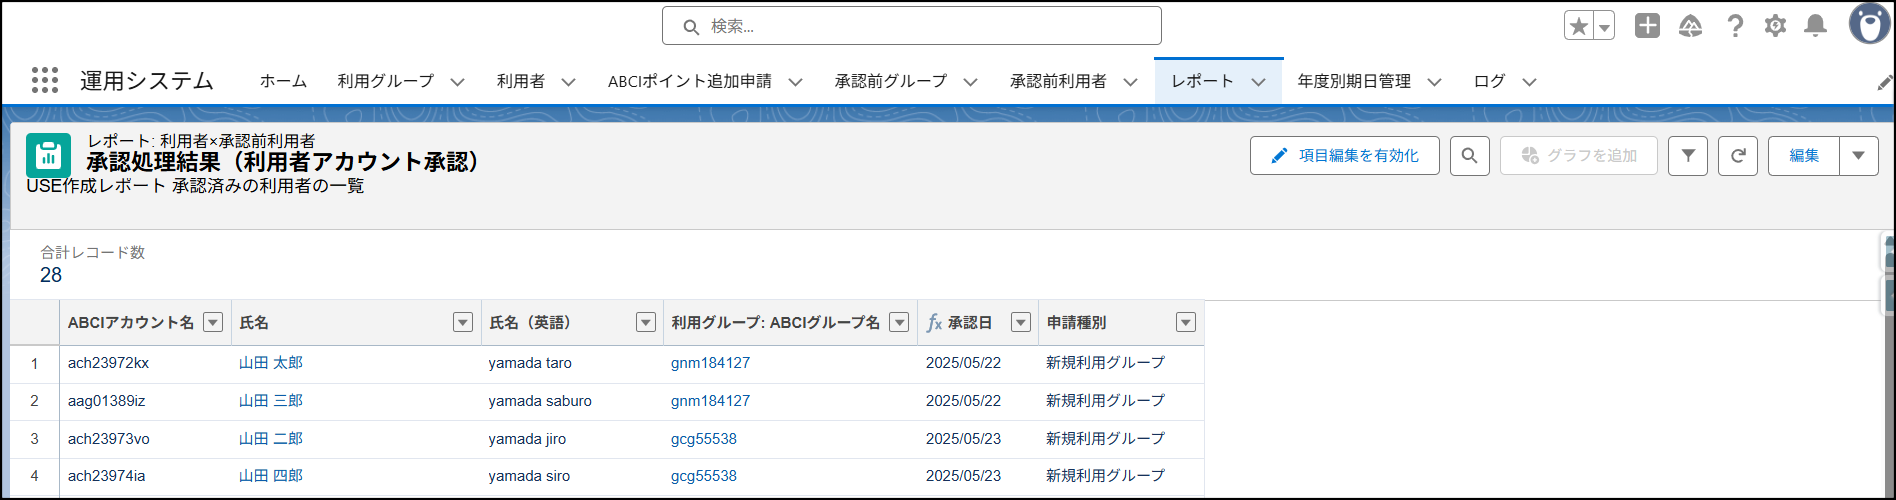 検索...
運用システム ホーム 利用グループ 利用者 ABCIポイント追加申請 承認前グループ 承認前利用者 レポート 年度別期日管理 ログ
レポート: 利用者×承認前利用者
承認処理結果（利用者アカウント承認）
USE作成レポート 承認済みの利用者の一覧
項目編集を有効化 グラフを追加 編集
合計レコード数
28
ABCIアカウント名 氏名 氏名（英語） 利用グループ: ABCIグループ名 fx 承認日 申請種別
1 ach23972kx 山田 太郎 yamada taro gnm184127 2025/05/22 新規利用グループ
2 aag01389iz 山田 三郎 yamada saburo gnm184127 2025/05/22 新規利用グループ
3 ach23973vo 山田 二郎 yamada jiro gcg55538 2025/05/23 新規利用グループ
4 ach23974ia 山田 四郎 yamada siro gcg55538 2025/05/23 新規利用グループ